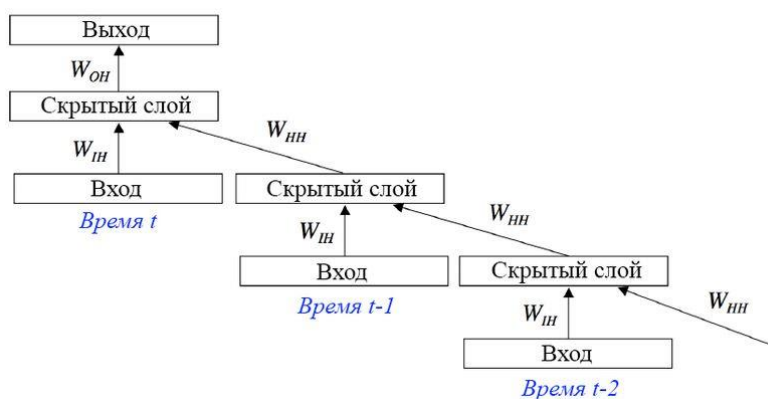 Выход
W_OH
Скрытый слой
W_HH
W_IH
Вход
Скрытый слой
Время t
W_HH
W_IH
Вход
Скрытый слой
Время t-1
W_HH
W_IH
Вход
Время t-2